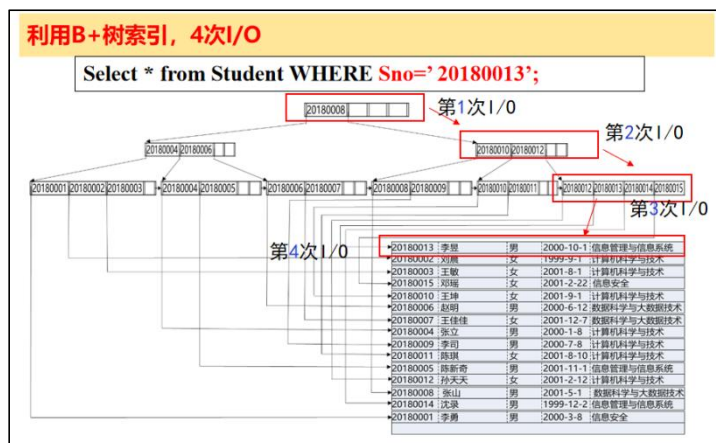 利用B+树索引，4次I/O
Select * from Student WHERE Sno=’ 20180013’;
20180008 第1次I/0
20180004 20180006 20180010 20180012 第2次I/0
20180001 20180002 20180003 20180004 20180005 20180006 20180007 20180008 20180009 20180010 20180011 20180012 20180013 20180014 20180015
第3次I/0
第4次I/0
20180013 李昱 男 2000-10-1 信息管理与信息系统
20180002 刘晨 女 1999-9-1 计算机科学与技术
20180003 王敏 女 2001-8-1 计算机科学与技术
20180015 邓瑶 女 2001-2-22 信息安全
20180010 王坤 女 2001-9-1 计算机科学与技术
20180006 赵明 男 2000-6-12 数据科学与大数据技术
20180007 王佳佳 女 2001-12-7 数据科学与大数据技术
20180004 张立 男 2000-1-8 计算机科学与技术
20180009 李司 男 2000-7-8 计算机科学与技术
20180011 陈琪 女 2001-8-10 计算机科学与技术
20180005 陈新奇 男 2001-11-1 信息管理与信息系统
20180012 孙天天 女 2001-2-12 计算机科学与技术
20180008 张山 男 2001-5-1 数据科学与大数据技术
20180014 沈录 男 1999-12-2 信息管理与信息系统
20180001 李勇 男 2000-3-8 信息安全